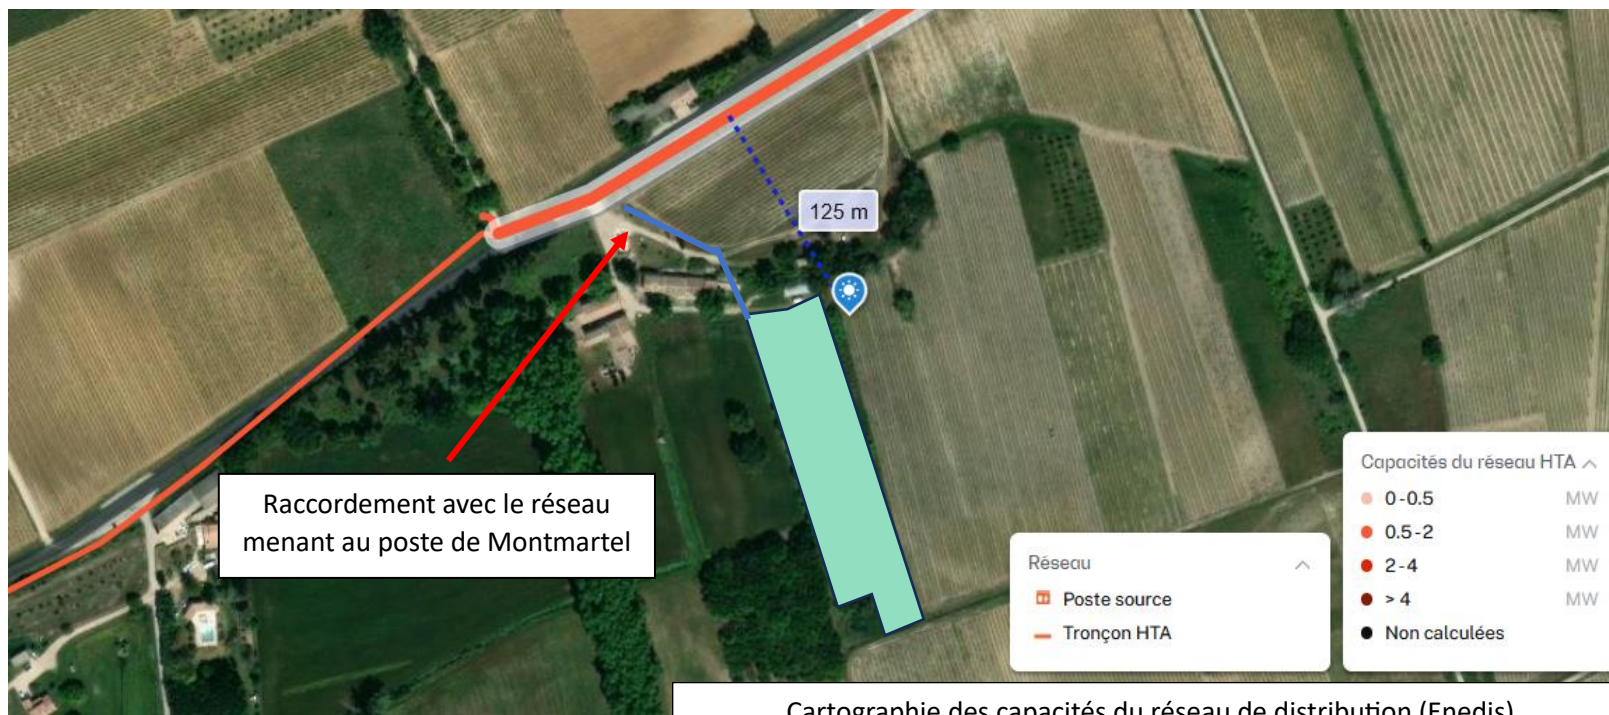 125 m
Raccordement avec le réseau
menant au poste de Montmartel
Réseau
Poste source
Tronçon HTA
Capacités du réseau HTA
0-0.5 MW
0.5-2 MW
2-4 MW
> 4 MW
Non calculées
Cartographie des capacités du réseau de distribution (Enedis)